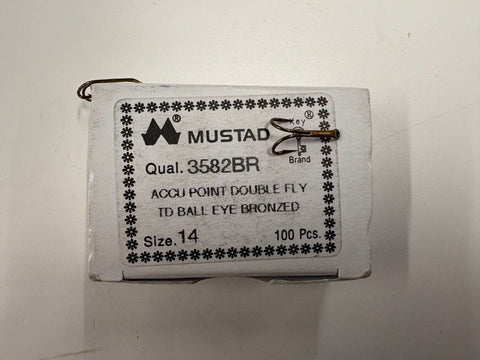 ® MUSTAD Key ®
Brand
Qual. 3582BR
ACCU POINT DOUBLE FLY
TD BALL EYE BRONZED
Size. 14 100 Pcs.